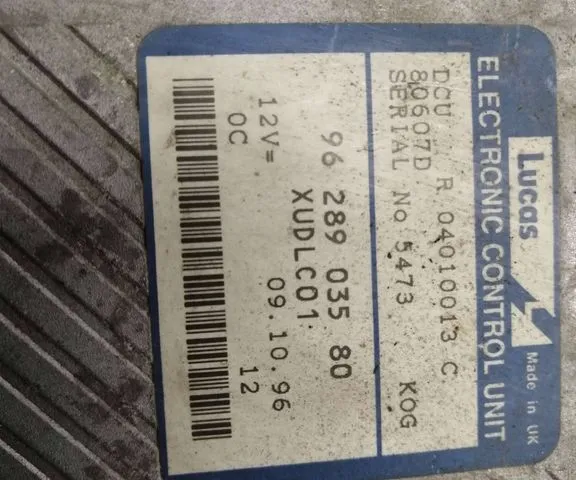 Lucas Made in UK
ELECTRONIC CONTROL UNIT
DCU R 04010013 C
80607D
SERIAL No 5473 KOG
96 289 035 80
XUDLC01.
12V= 09.10.96
0C 12